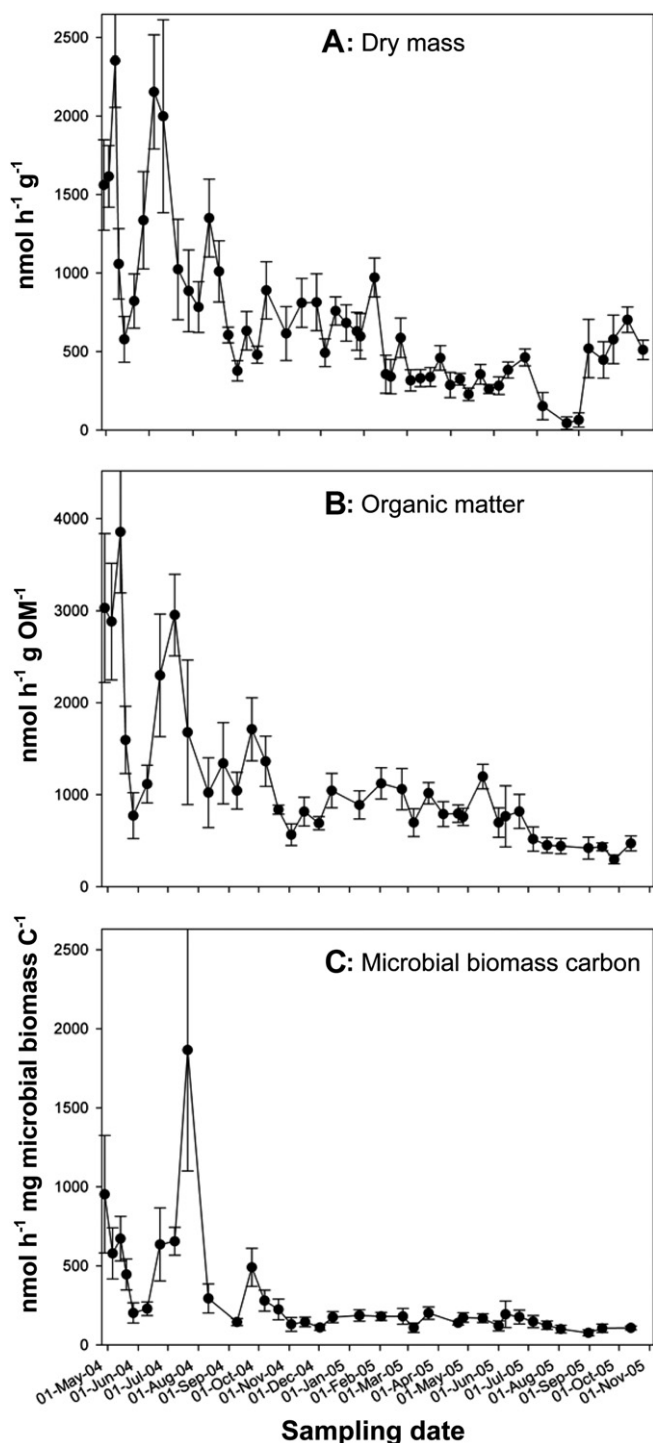 A: Dry mass
2500
2000
1500
1000
500
0
nmol h⁻¹ g⁻¹
B: Organic matter
4000
3000
2000
1000
0
nmol h⁻¹ g OM⁻¹
C: Microbial biomass carbon
2500
2000
1500
1000
500
0
nmol h⁻¹ mg microbial biomass C⁻¹
01-May-04
01-Jun-04
01-Jul-04
01-Aug-04
01-Sep-04
01-Oct-04
01-Nov-04
01-Dec-04
01-Jan-05
01-Feb-05
01-Mar-05
01-Apr-05
01-May-05
01-Jun-05
01-Jul-05
01-Aug-05
01-Sep-05
01-Oct-05
01-Nov-05
Sampling date